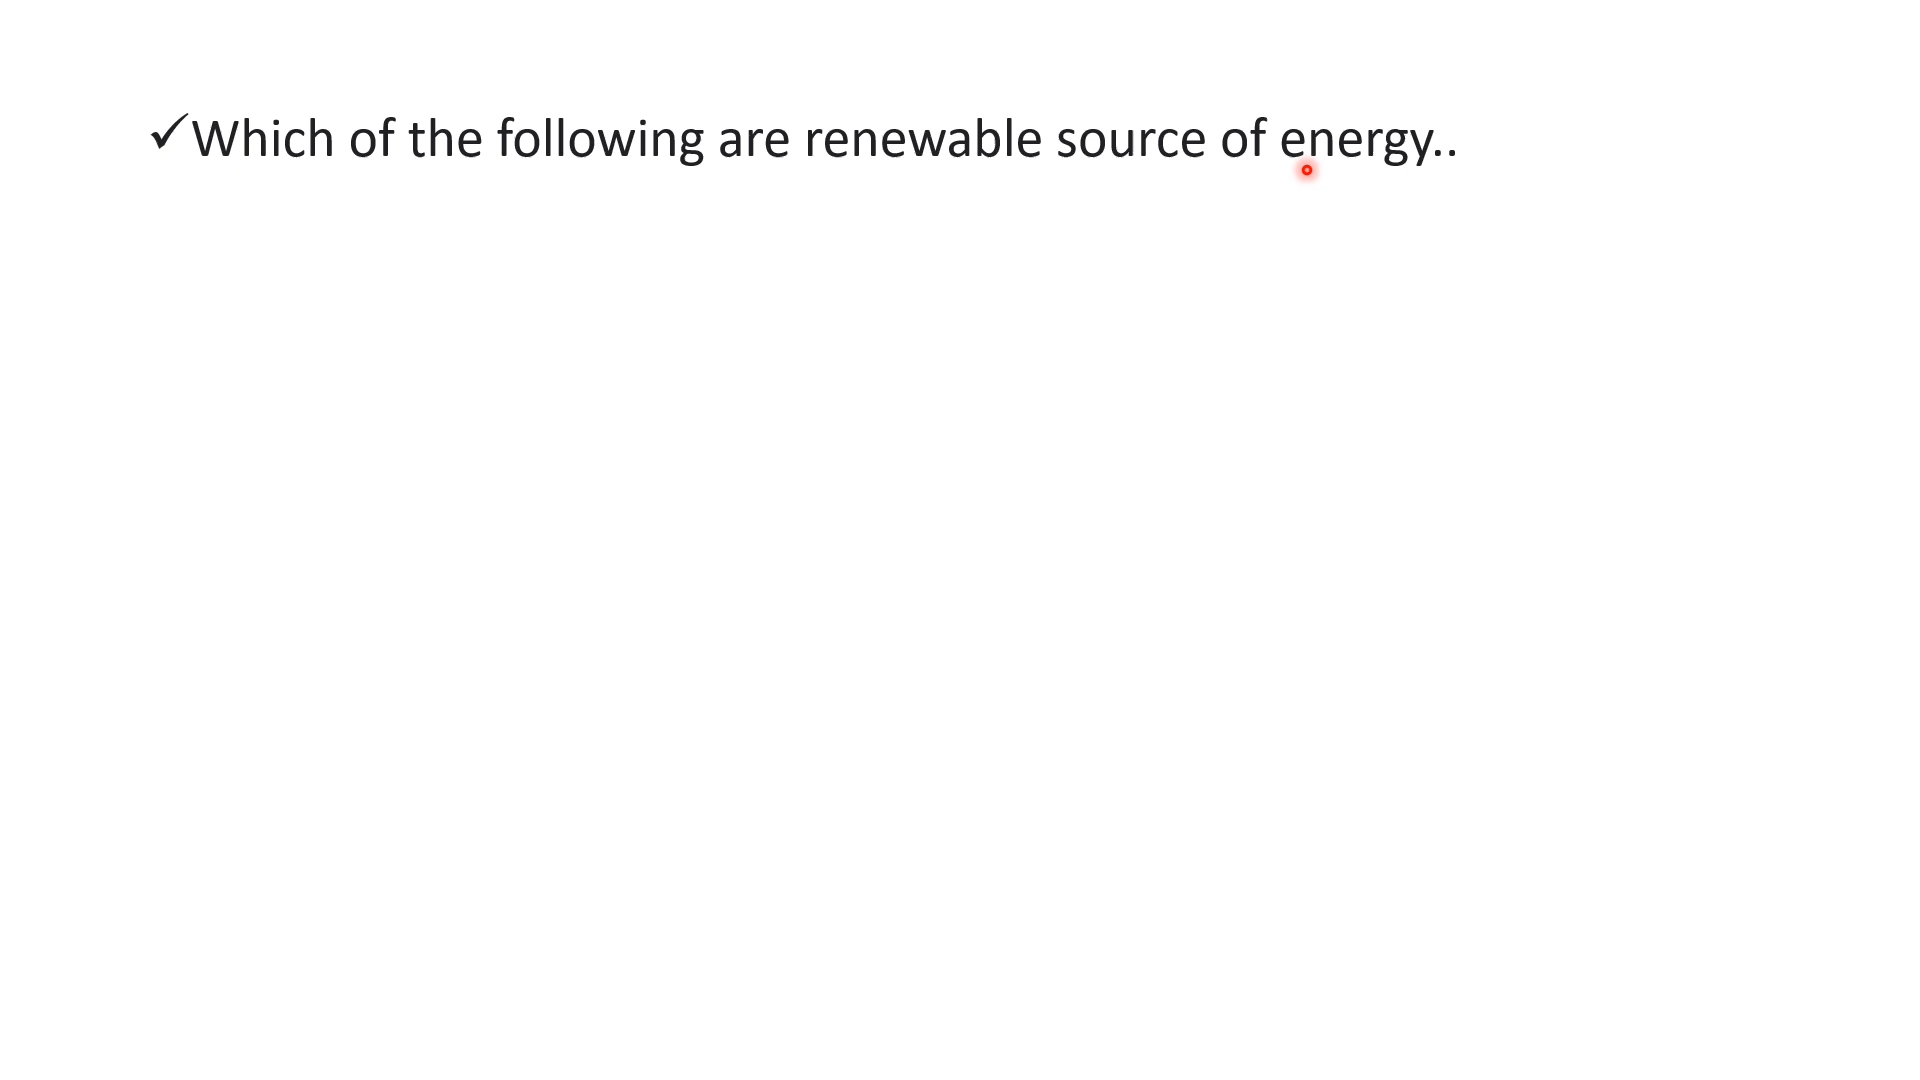 ✓Which of the following are renewable source of energy..